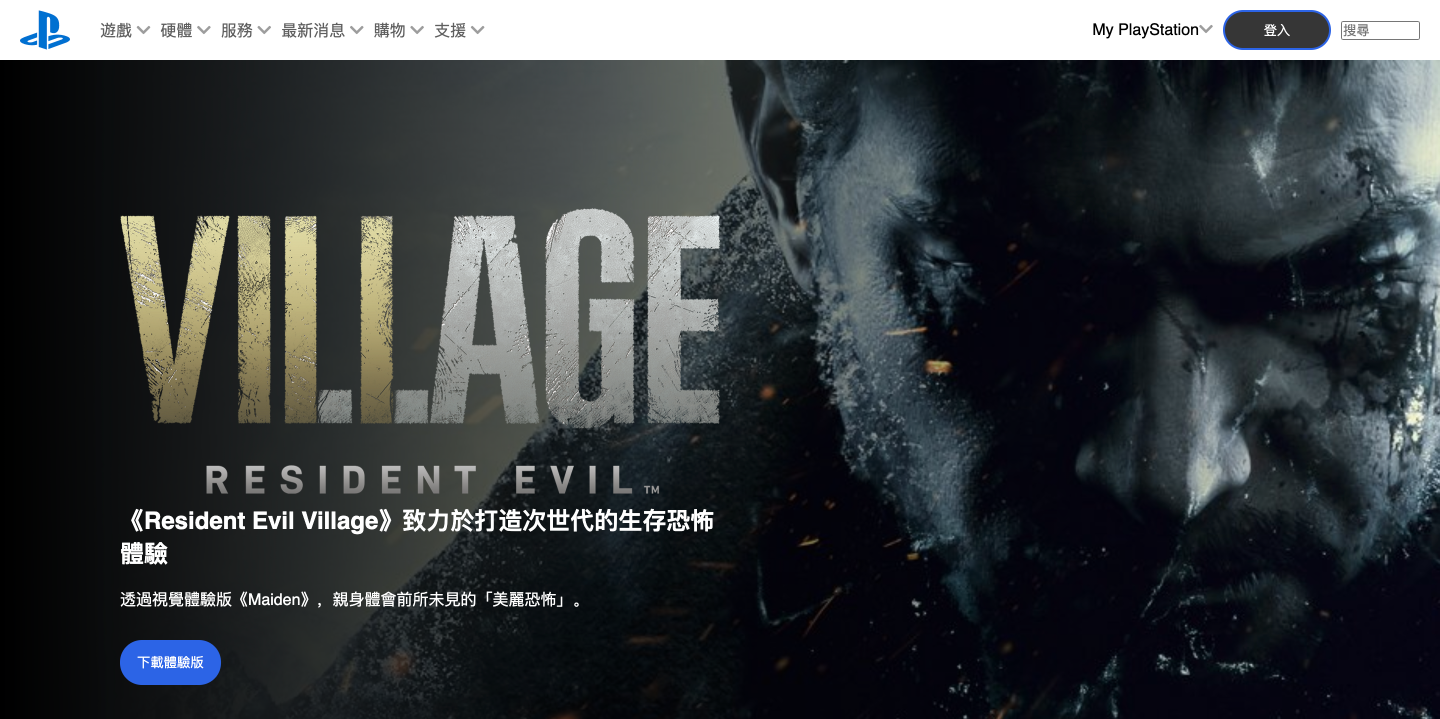 遊戲 硬體 服務 最新消息 購物 支援 My PlayStation 登入 搜尋
VILLAGE
RESIDENT EVIL™
《Resident Evil Village》致力於打造次世代的生存恐怖
體驗
透過視覺體驗版《Maiden》，親身體會前所未見的「美麗恐怖」。
下載體驗版